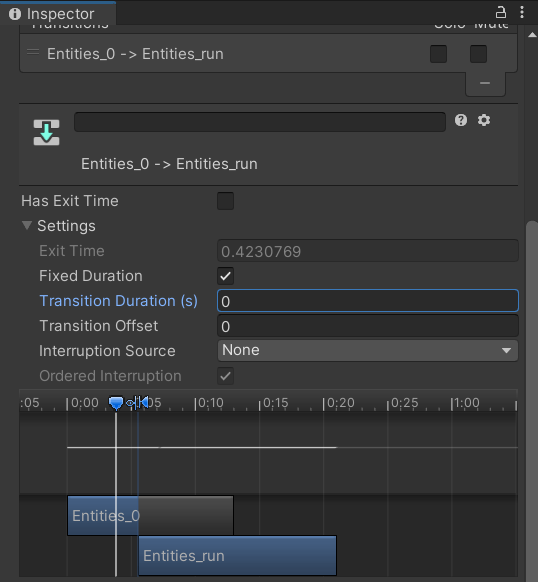 Inspector
Transitions Solo Mute
Entities_0 -> Entities_run
Entities_0 -> Entities_run
Has Exit Time
Settings
Exit Time 0.4230769
Fixed Duration
Transition Duration (s) 0
Transition Offset 0
Interruption Source None
Ordered Interruption
:05 0:00 :05 0:10 0:15 0:20 0:25 1:00
Entities_0
Entities_run